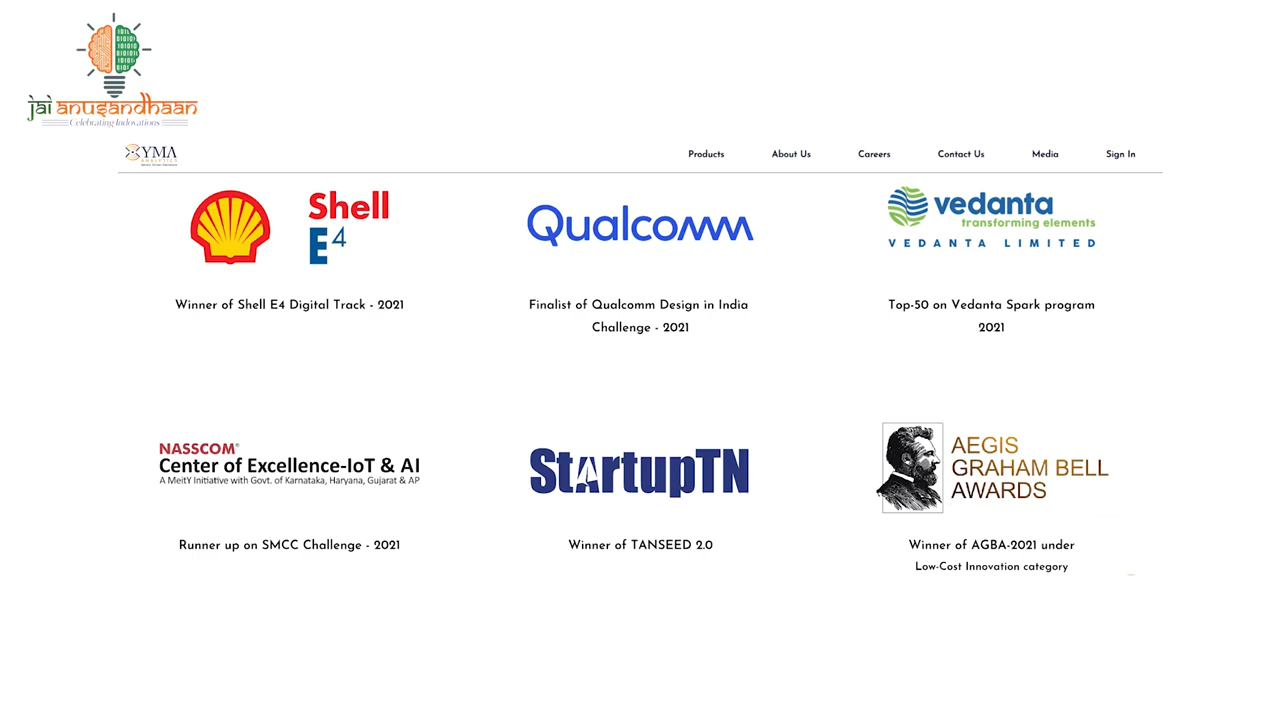 jai anusandhaan
Celebrating Indovations
XYMA
ANALYTICS
Products About Us Careers Contact Us Media Sign In
Shell
E4
Qualcomm
vedanta
transforming elements
VEDANTA LIMITED
Winner of Shell E4 Digital Track - 2021
Finalist of Qualcomm Design in India
Challenge - 2021
Top-50 on Vedanta Spark program
2021
NASSCOM®
Center of Excellence-IoT & AI
A MeitY Initiative with Govt. of Karnataka, Haryana, Gujarat & AP
StartupTN
AEGIS
GRAHAM BELL
AWARDS
Runner up on SMCC Challenge - 2021
Winner of TANSEED 2.0
Winner of AGBA-2021 under
Low-Cost Innovation category